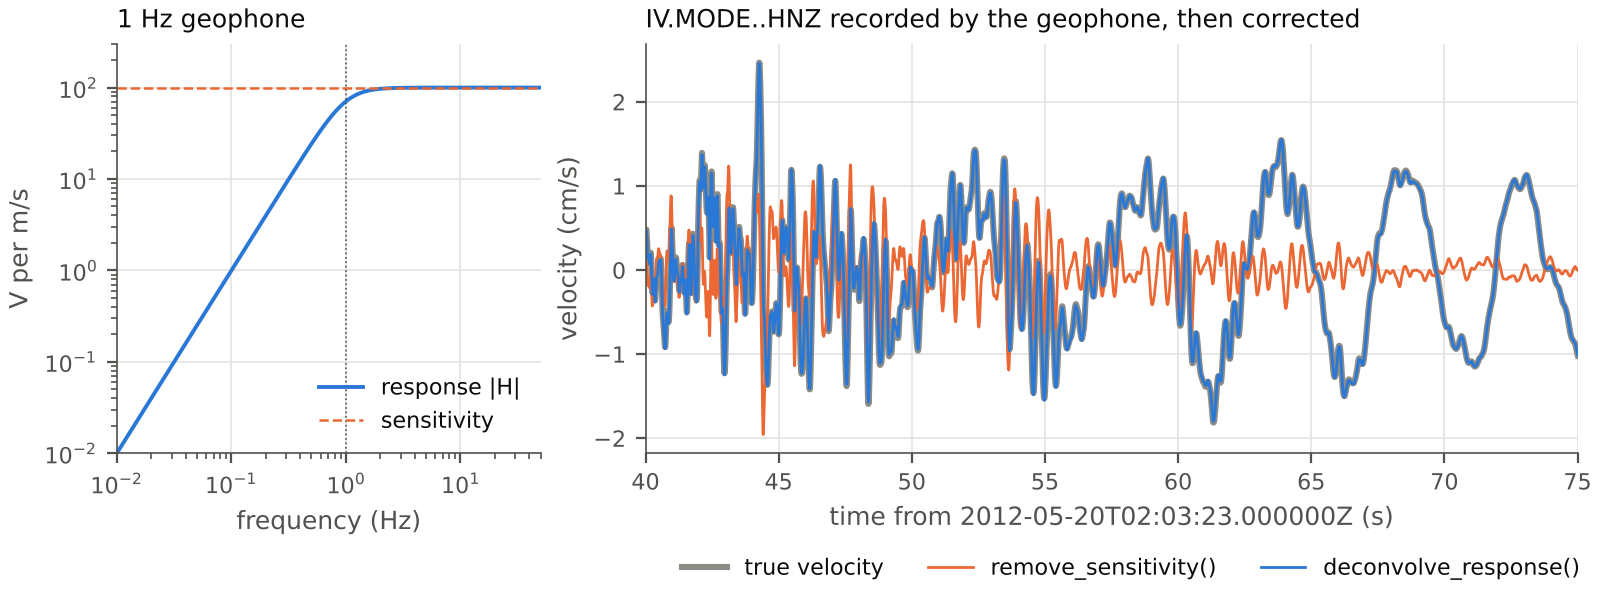 1 Hz geophone
V per m/s
10²
10¹
10⁰
10⁻¹
10⁻²
response |H|
sensitivity
10⁻² 10⁻¹ 10⁰ 10¹
frequency (Hz)
IV.MODE..HNZ recorded by the geophone, then corrected
velocity (cm/s)
2
1
0
−1
−2
40 45 50 55 60 65 70 75
time from 2012-05-20T02:03:23.000000Z (s)
true velocity remove_sensitivity() deconvolve_response()